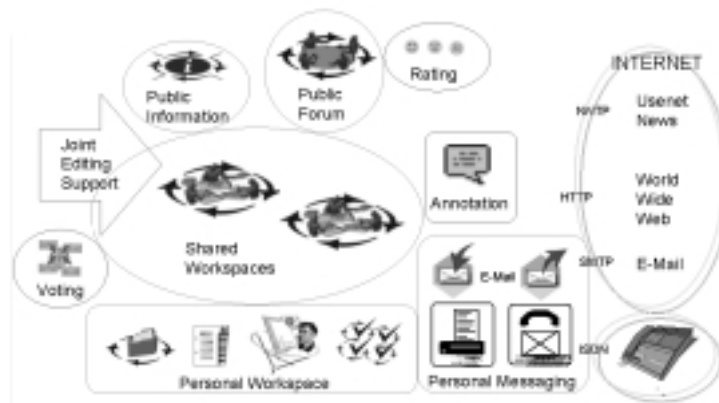 Public
Information
Public
Forum
Rating
INTERNET
Joint
Editing
Support
Usenet
News
Annotation
HTTP
World
Wide
Web
Shared
Workspaces
Voting
E-Mail
SMTP
E-Mail
Personal Workspace
Personal Messaging
ISDN